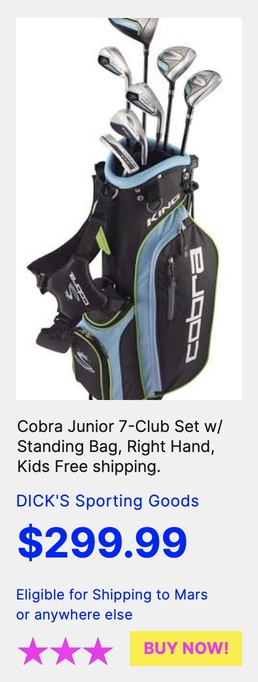 KING
cobra
cobra
Cobra Junior 7-Club Set w/
Standing Bag, Right Hand,
Kids Free shipping.
DICK'S Sporting Goods
$299.99
Eligible for Shipping to Mars
or anywhere else
BUY NOW!